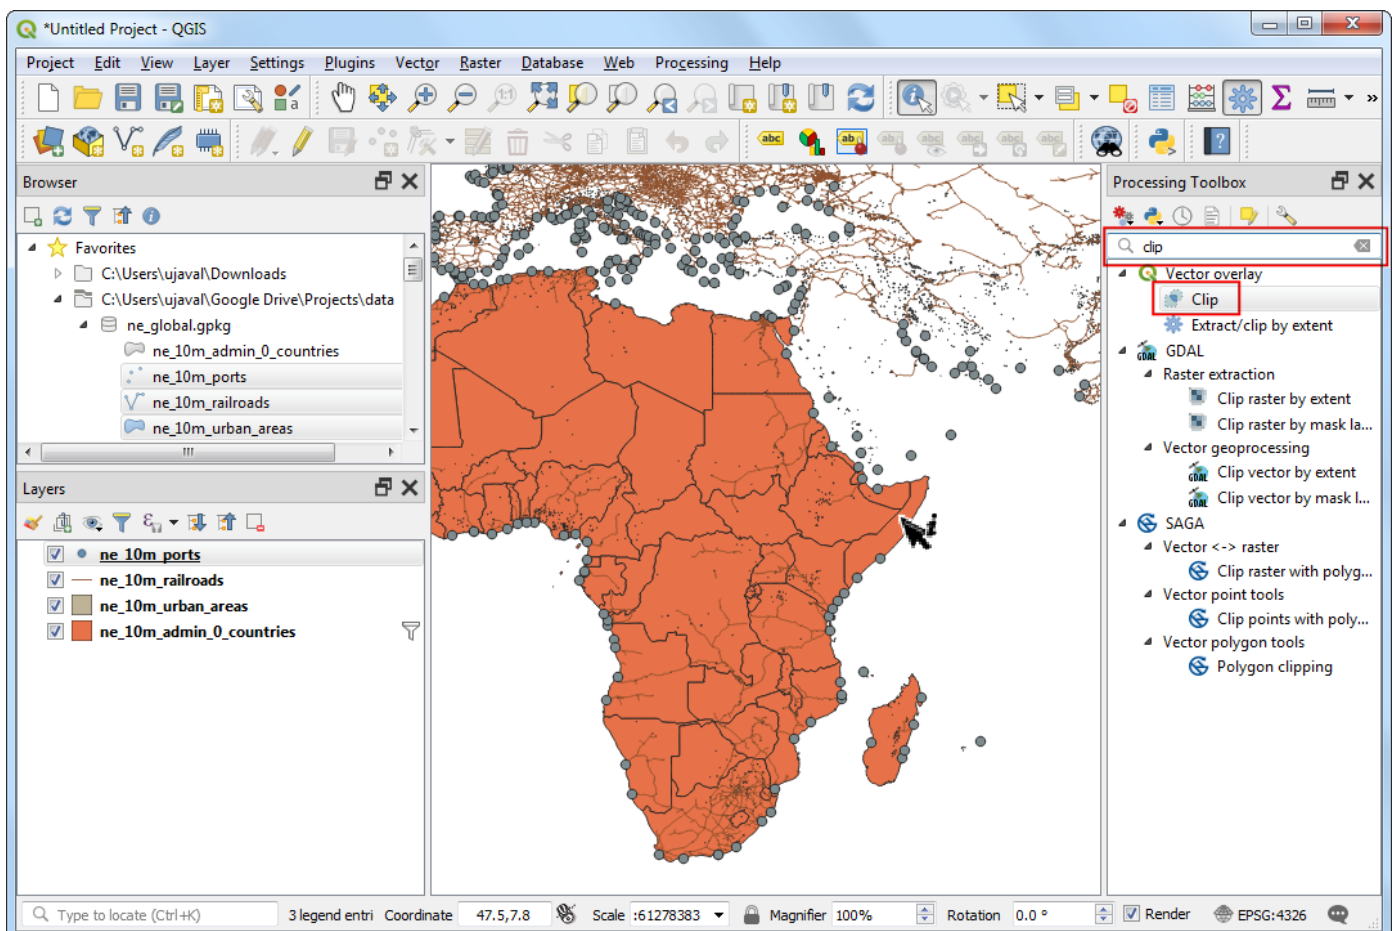 *Untitled Project - QGIS
Project Edit View Layer Settings Plugins Vector Raster Database Web Processing Help
abc abc
Browser
Favorites
C:\Users\ujaval\Downloads
C:\Users\ujaval\Google Drive\Projects\data
ne_global.gpkg
ne_10m_admin_0_countries
ne_10m_ports
ne_10m_railroads
ne_10m_urban_areas
Layers
ne_10m_ports
ne_10m_railroads
ne_10m_urban_areas
ne_10m_admin_0_countries
Processing Toolbox
clip
Vector overlay
Clip
Extract/clip by extent
GDAL
Raster extraction
Clip raster by extent
Clip raster by mask la...
Vector geoprocessing
Clip vector by extent
Clip vector by mask l...
SAGA
Vector <-> raster
Clip raster with polyg...
Vector point tools
Clip points with poly...
Vector polygon tools
Polygon clipping
Type to locate (Ctrl+K) 3 legend entri Coordinate 47.5,7.8 Scale :61278383 Magnifier 100% Rotation 0.0 ° Render EPSG:4326